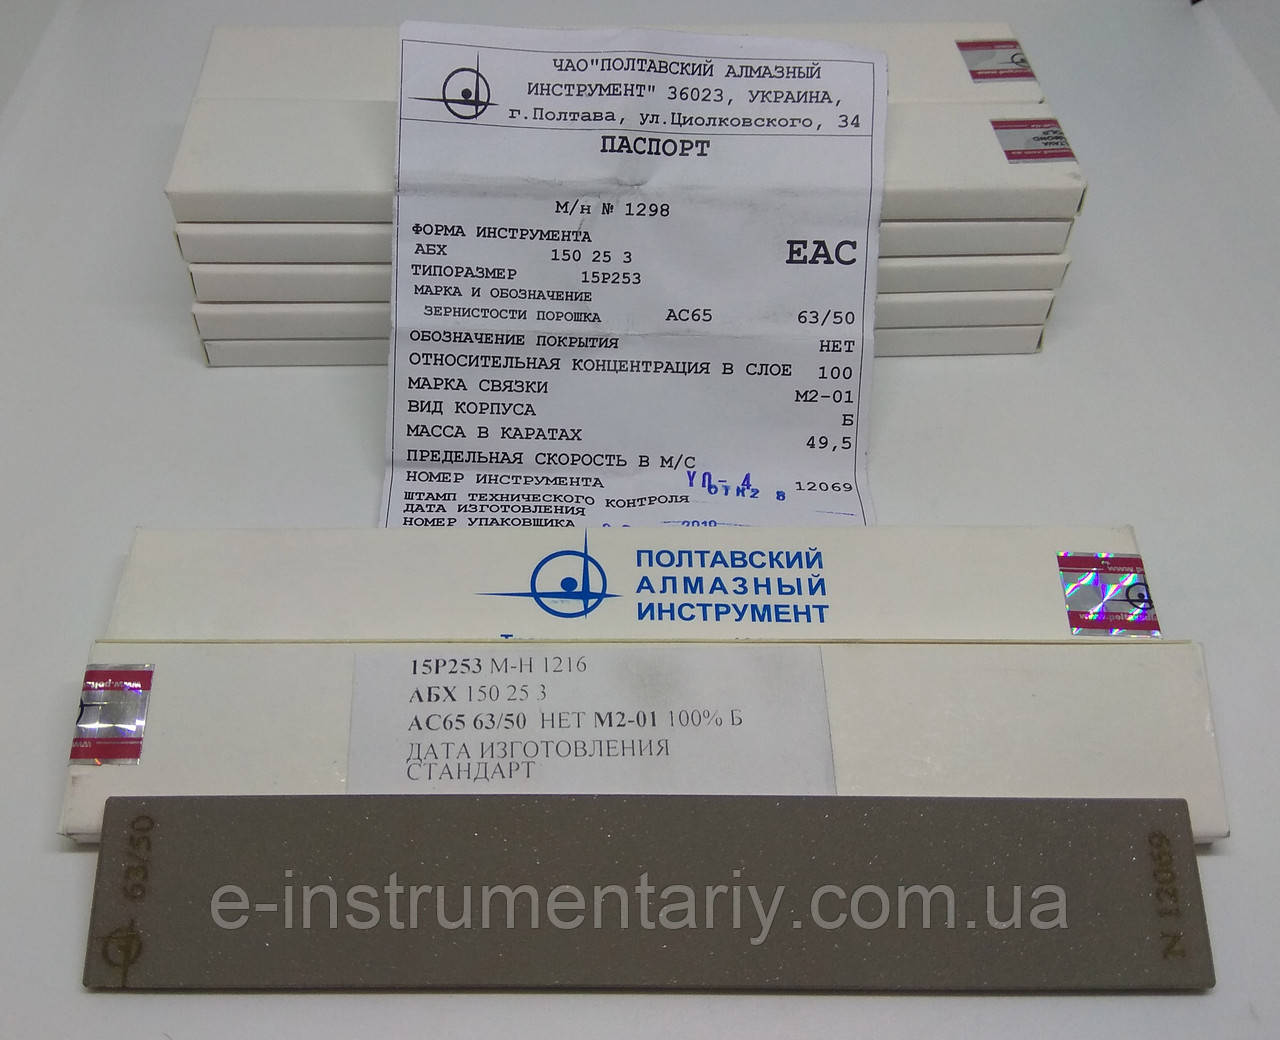 ЧАО"ПОЛТАВСКИЙ АЛМАЗНЫЙ
ИНСТРУМЕНТ" 36023, УКРАИНА,
г.Полтава, ул.Циолковского, 34
ПАСПОРТ
М/н № 1298
ФОРМА ИНСТРУМЕНТА
EAC
АБХ 150 25 3
ТИПОРАЗМЕР 15Р253
МАРКА И ОБОЗНАЧЕНИЕ
ЗЕРНИСТОСТИ ПОРОШКА АС65 63/50
ОБОЗНАЧЕНИЕ ПОКРЫТИЯ НЕТ
ОТНОСИТЕЛЬНАЯ КОНЦЕНТРАЦИЯ В СЛОЕ 100
МАРКА СВЯЗКИ М2-01
ВИД КОРПУСА Б
МАССА В КАРАТАХ 49,5
ПРЕДЕЛЬНАЯ СКОРОСТЬ В М/С
НОМЕР ИНСТРУМЕНТА 12069
ШТАМП ТЕХНИЧЕСКОГО КОНТРОЛЯ
ДАТА ИЗГОТОВЛЕНИЯ
НОМЕР УПАКОВЩИКА
ПОЛТАВСКИЙ
АЛМАЗНЫЙ
ИНСТРУМЕНТ
15Р253 М-Н 1216
АБХ 150 25 3
АС65 63/50 НЕТ М2-01 100% Б
ДАТА ИЗГОТОВЛЕНИЯ
СТАНДАРТ
63/50
N 12069
e-instrumentariy.com.ua